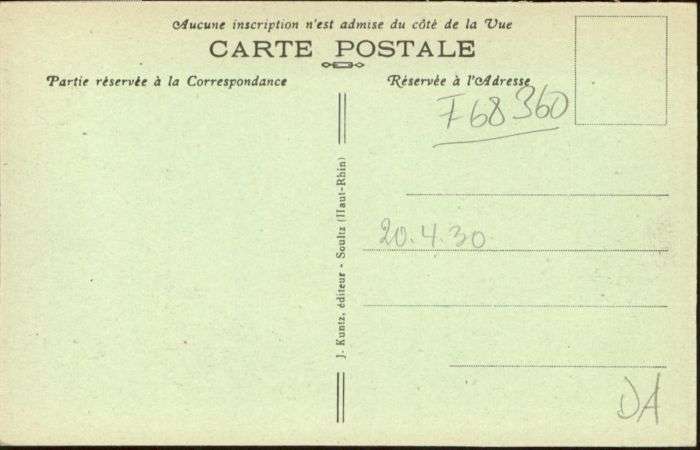 Aucune inscription n'est admise du côté de la Vue
CARTE POSTALE
Partie réservée à la Correspondance
Réservée à l'Adresse
F68360
20.4.30
J. Kuntz, éditeur - Soultz (Haut-Rhin)
DA